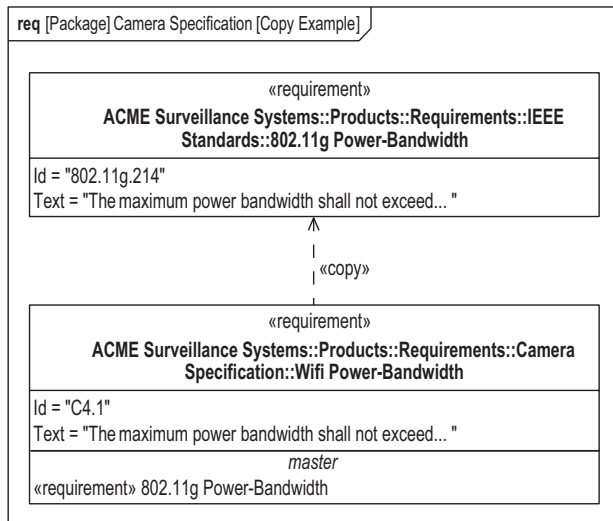 req [Package] Camera Specification [Copy Example]
«requirement»
ACME Surveillance Systems::Products::Requirements::IEEE
Standards::802.11g Power-Bandwidth
Id = "802.11g.214"
Text = "The maximum power bandwidth shall not exceed... "
«copy»
«requirement»
ACME Surveillance Systems::Products::Requirements::Camera
Specification::Wifi Power-Bandwidth
Id = "C4.1"
Text = "The maximum power bandwidth shall not exceed... "
master
«requirement» 802.11g Power-Bandwidth